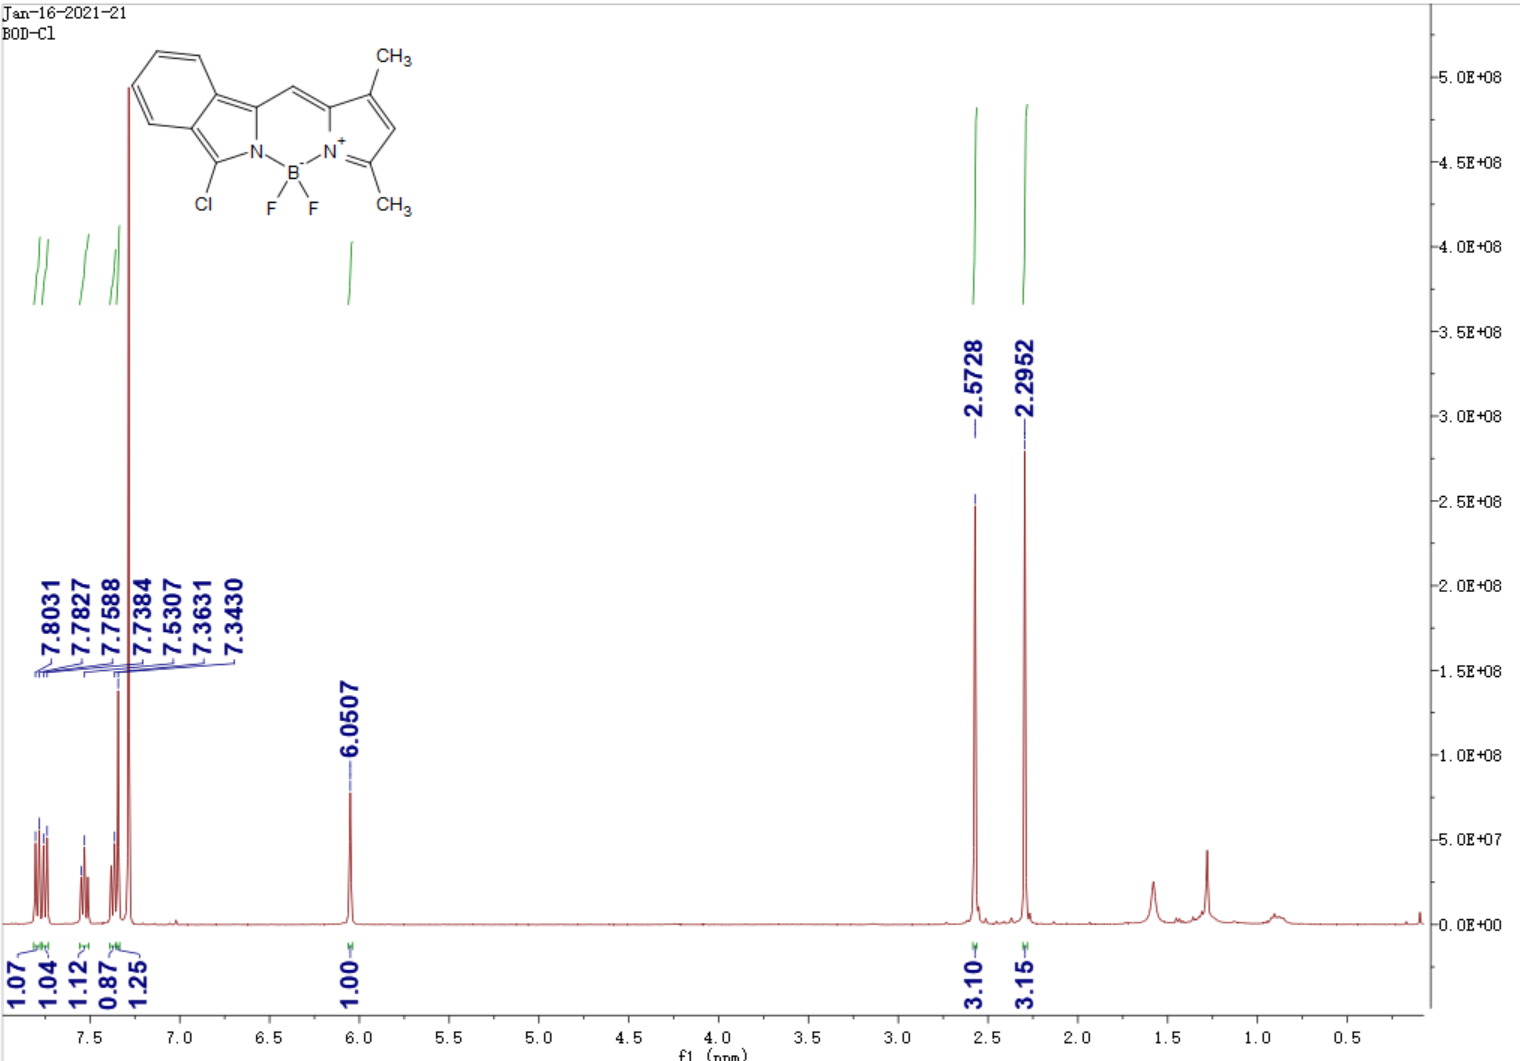 Jan-16-2021-21
BOD-Cl
CH3
N
N+
B-
Cl
F
F
CH3
5.0E+08
4.5E+08
4.0E+08
3.5E+08
3.0E+08
2.5E+08
2.0E+08
1.5E+08
1.0E+08
5.0E+07
0.0E+00
7.8031
7.7827
7.7588
7.7384
7.5307
7.3631
7.3430
6.0507
2.5728
2.2952
1.07
1.04
1.12
0.87
1.25
1.00
3.10
3.15
7.5
7.0
6.5
6.0
5.5
5.0
4.5
4.0
3.5
3.0
2.5
2.0
1.5
1.0
0.5
f1 (ppm)